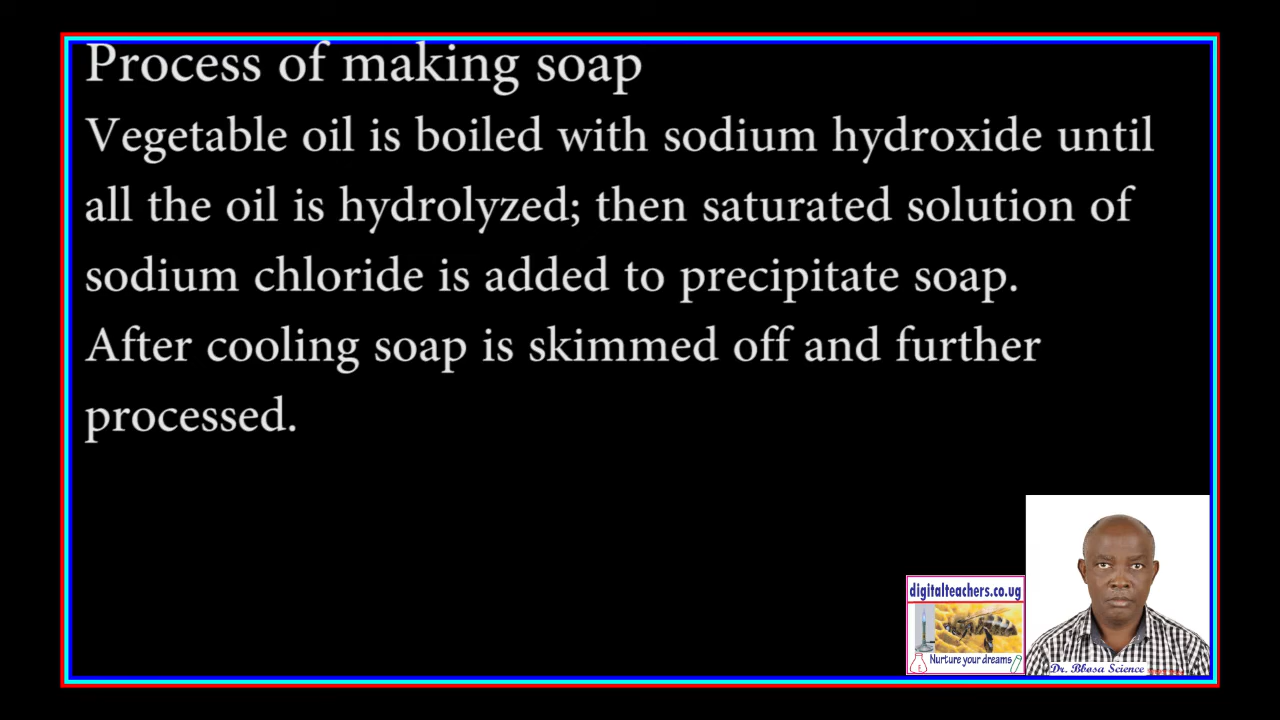 Process of making soap
Vegetable oil is boiled with sodium hydroxide until
all the oil is hydrolyzed; then saturated solution of
sodium chloride is added to precipitate soap.
After cooling soap is skimmed off and further
processed.
digitalteachers.co.ug
Nurture your dreams
Dr. Bbosa Science